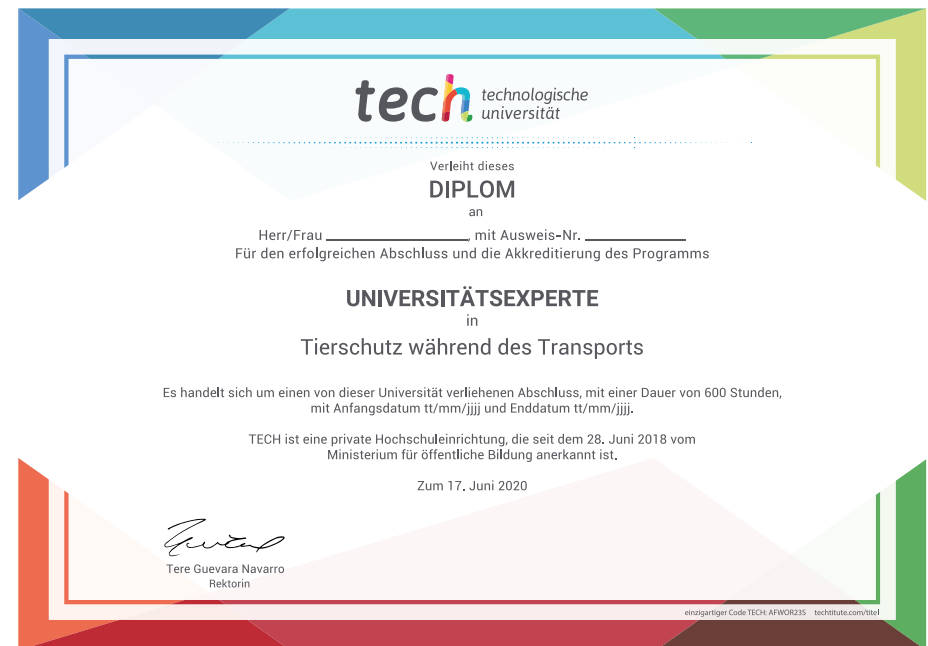 tech technologische
universität
Verleiht dieses
DIPLOM
an
Herr/Frau ____________, mit Ausweis-Nr. ____________
Für den erfolgreichen Abschluss und die Akkreditierung des Programms
UNIVERSITÄTSEXPERTE
in
Tierschutz während des Transports
Es handelt sich um einen von dieser Universität verliehenen Abschluss, mit einer Dauer von 600 Stunden,
mit Anfangsdatum tt/mm/jjjj und Enddatum tt/mm/jjjj.
TECH ist eine private Hochschuleinrichtung, die seit dem 28. Juni 2018 vom
Ministerium für öffentliche Bildung anerkannt ist.
Zum 17. Juni 2020
Tere Guevara Navarro
Rektorin
einzigartiger Code TECH: AFWOR23S techtitute.com/titel